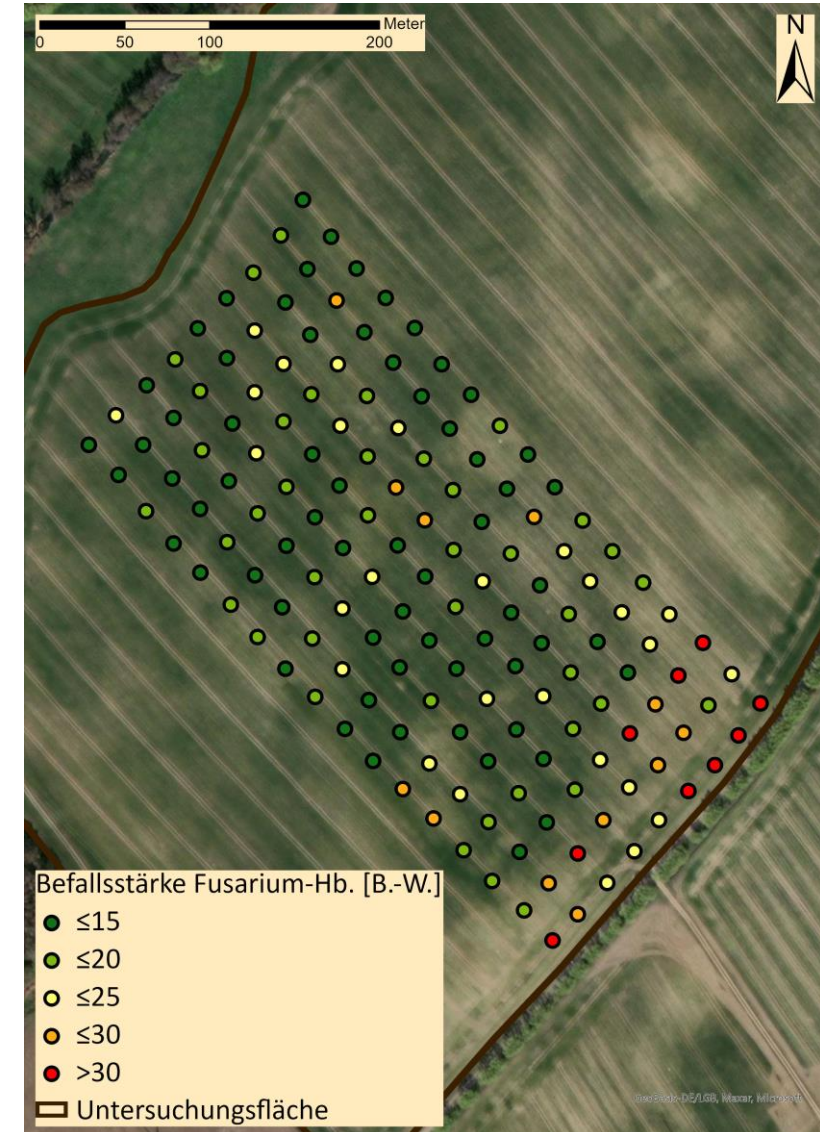 Meter
0 50 100 200
N
Befallsstärke Fusarium-Hb. [B.-W.]
≤15
≤20
≤25
≤30
>30
Untersuchungsfläche
GeoBasis-DE/LGB, Maxar, Microsoft